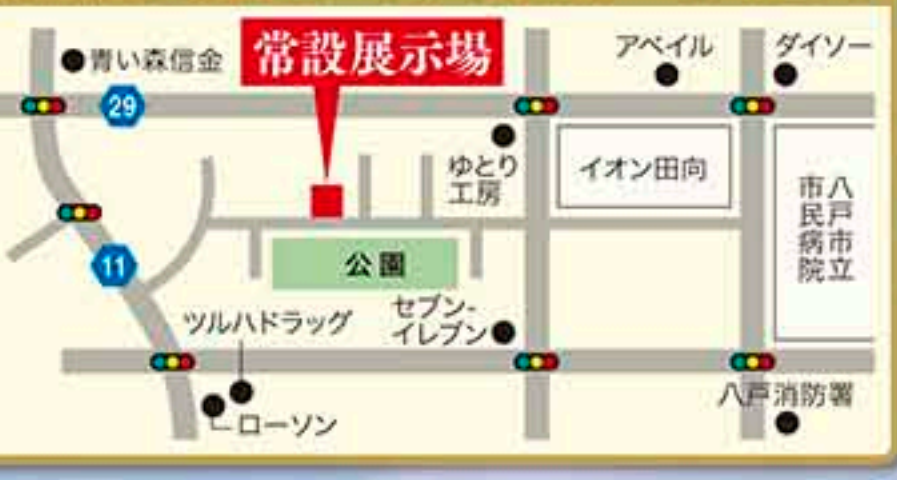 常設展示場
青い森信金
アベイル
ダイソー
29
ゆとり
工房
イオン田向
八戸市立
市民病院
11
公園
セブン-
イレブン
ツルハドラッグ
ローソン
八戸消防署